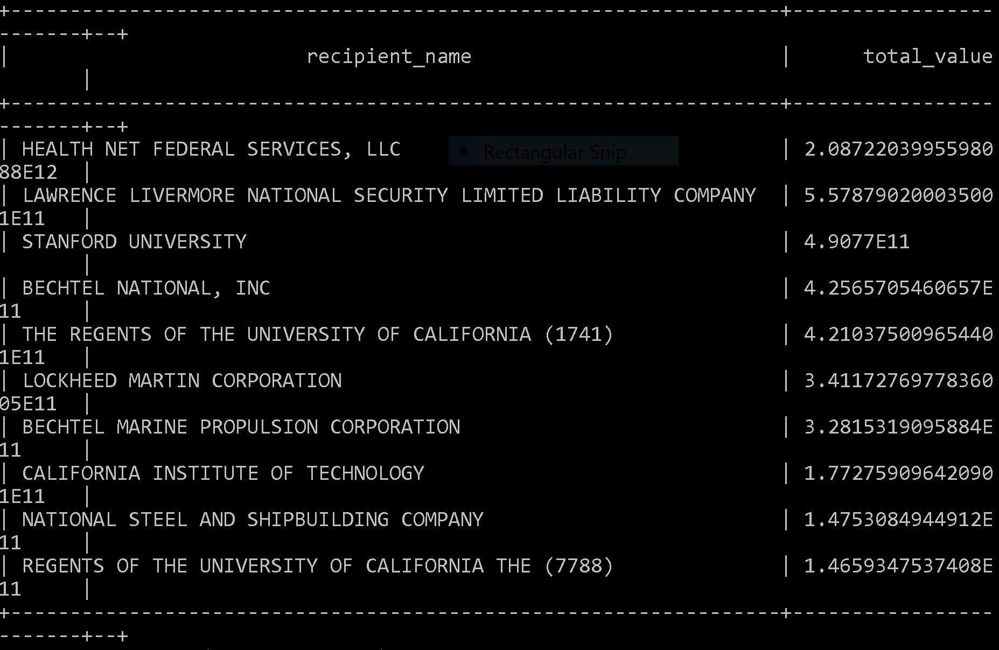 +-----------------------------------------------------------------+-----------------
-------+--+
|                         recipient_name                          |      total_value
       |
+-----------------------------------------------------------------+-----------------
-------+--+
| HEALTH NET FEDERAL SERVICES, LLC    • Rectangular Snip          | 2.08722039955980
88E12  |
| LAWRENCE LIVERMORE NATIONAL SECURITY LIMITED LIABILITY COMPANY  | 5.57879020003500
1E11   |
| STANFORD UNIVERSITY                                             | 4.9077E11
       |
| BECHTEL NATIONAL, INC                                           | 4.2565705460657E
11     |
| THE REGENTS OF THE UNIVERSITY OF CALIFORNIA (1741)              | 4.21037500965440
1E11   |
| LOCKHEED MARTIN CORPORATION                                     | 3.41172769778360
05E11  |
| BECHTEL MARINE PROPULSION CORPORATION                           | 3.2815319095884E
11     |
| CALIFORNIA INSTITUTE OF TECHNOLOGY                              | 1.77275909642090
1E11   |
| NATIONAL STEEL AND SHIPBUILDING COMPANY                         | 1.4753084944912E
11     |
| REGENTS OF THE UNIVERSITY OF CALIFORNIA THE (7788)              | 1.4659347537408E
11     |
+-----------------------------------------------------------------+-----------------
-------+--+